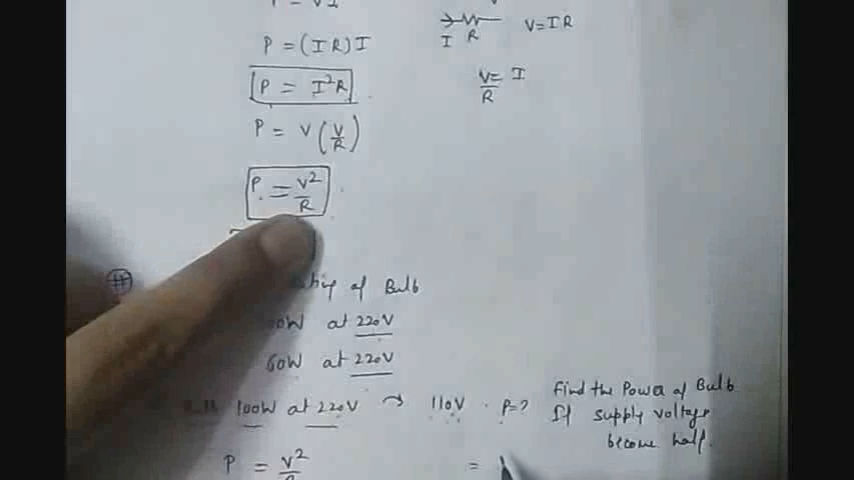 P = VI
P = (IR)I
I R V=IR
P = I²R
V/R = I
P = V(V/R)
P = V²/R
of Bulb
at 220V
60W at 220V
100W at 220V → 110V . P=?
Find the Power of Bulb
If supply voltage
become half.
P = V²
=